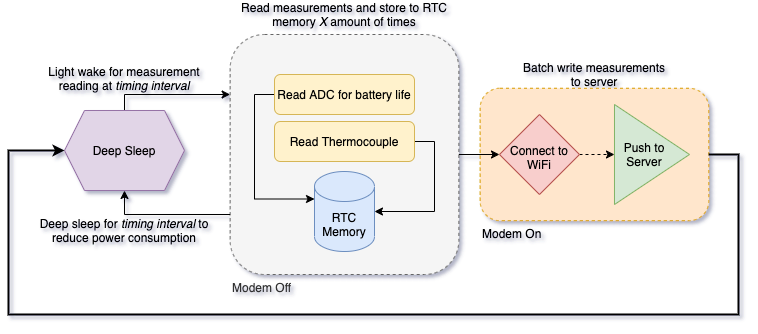 Read measurements and store to RTC
memory X amount of times
Light wake for measurement
reading at timing interval
Batch write measurements
to server
Read ADC for battery life
Deep Sleep
Read Thermocouple
Connect to
WiFi
Push to
Server
RTC
Memory
Deep sleep for timing interval to
reduce power consumption
Modem On
Modem Off